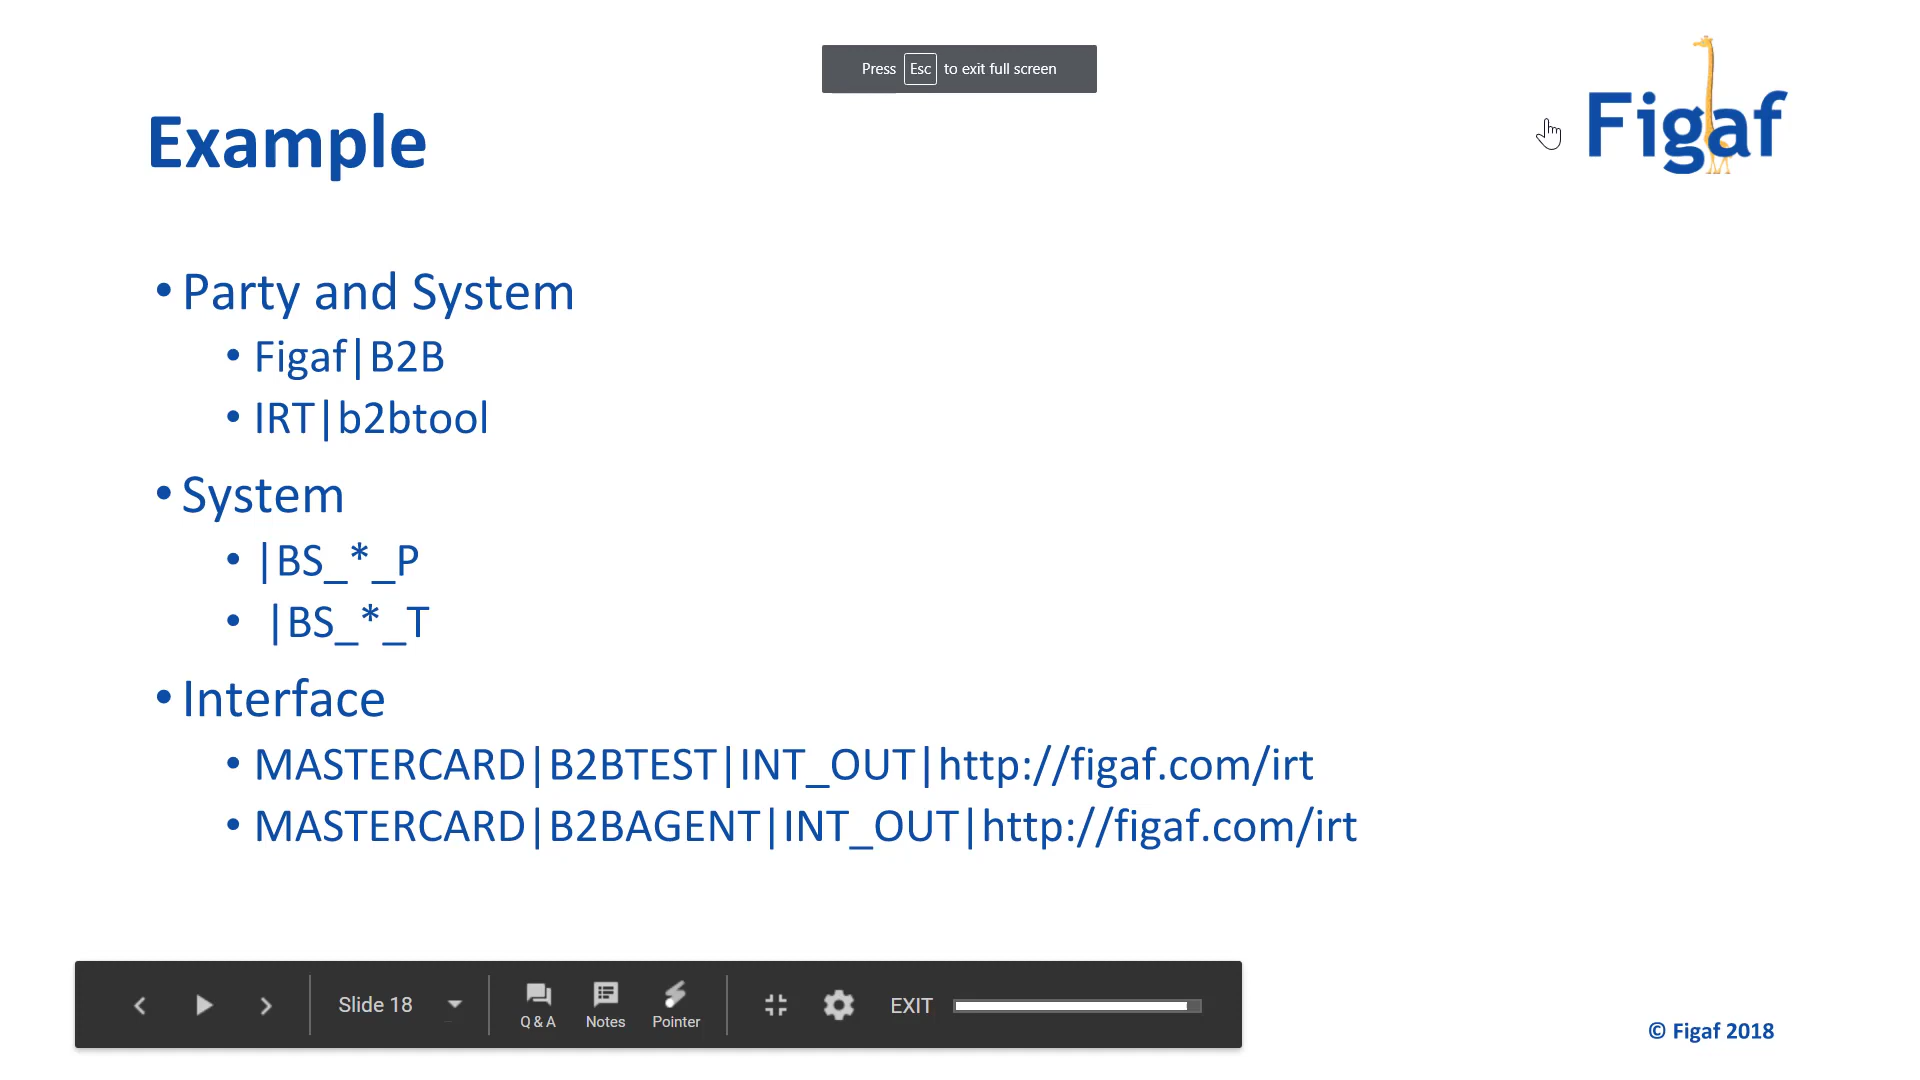 Press Esc to exit full screen
Figaf
Example
• Party and System
• Figaf|B2B
• IRT|b2btool
• System
• |BS_*_P
• |BS_*_T
• Interface
• MASTERCARD|B2BTEST|INT_OUT|http://figaf.com/irt
• MASTERCARD|B2BAGENT|INT_OUT|http://figaf.com/irt
Slide 18
Q & A
Notes
Pointer
EXIT
© Figaf 2018